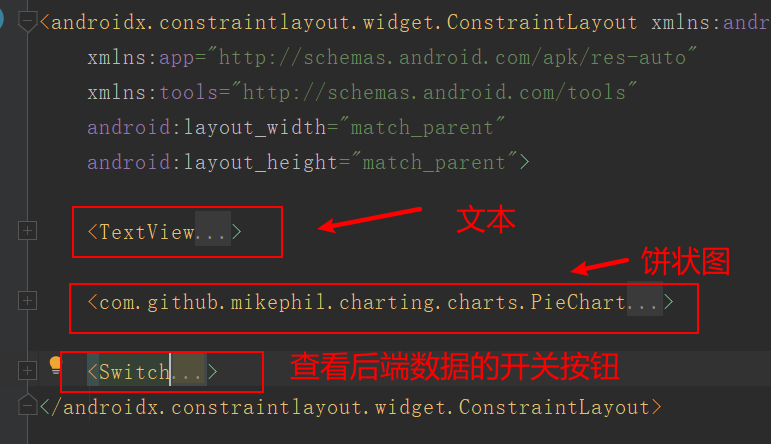 <androidx.constraintlayout.widget.ConstraintLayout xmlns:andr
xmlns:app="http://schemas.android.com/apk/res-auto"
xmlns:tools="http://schemas.android.com/tools"
android:layout_width="match_parent"
android:layout_height="match_parent">
<TextView...> 文本
饼状图
<com.github.mikephil.charting.charts.PieChart...>
<Switch...> 查看后端数据的开关按钮
</androidx.constraintlayout.widget.ConstraintLayout>